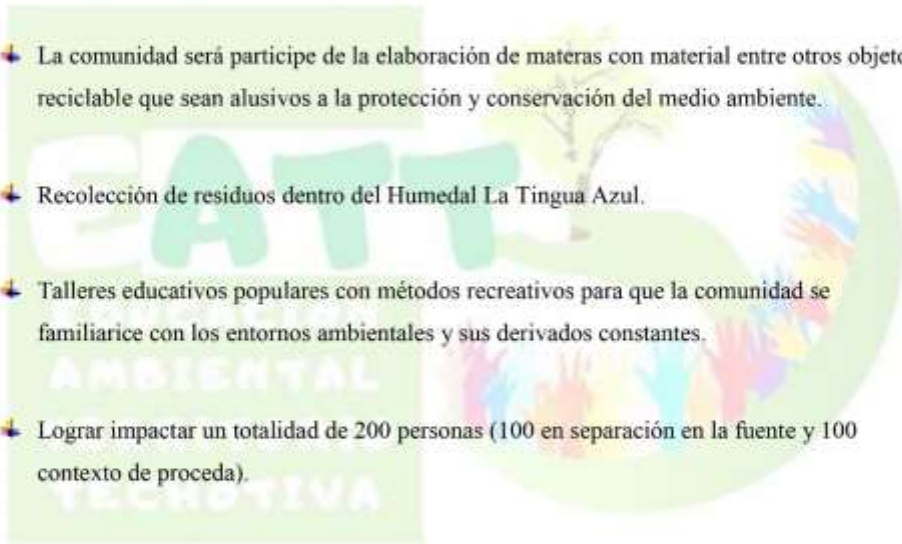 La comunidad será participe de la elaboración de materas con material entre otros objeto
reciclable que sean alusivos a la protección y conservación del medio ambiente.
Recolección de residuos dentro del Humedal La Tingua Azul.
Talleres educativos populares con métodos recreativos para que la comunidad se
familiarice con los entornos ambientales y sus derivados constantes.
Lograr impactar un totalidad de 200 personas (100 en separación en la fuente y 100
contexto de proceda).
EATT
AMBIENTAL
TECHOTIVA